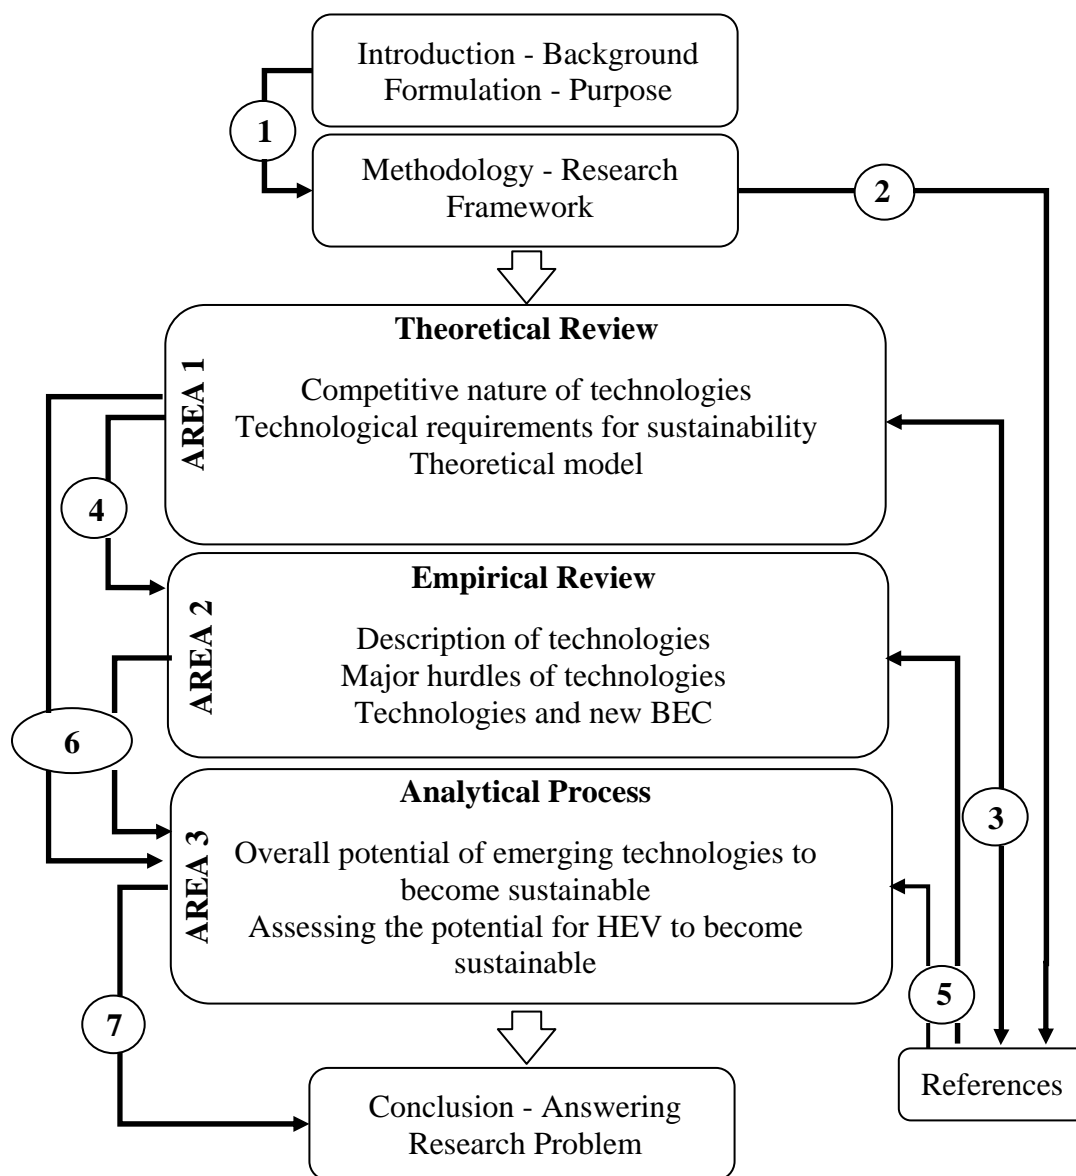 Introduction - Background
Formulation - Purpose
1
Methodology - Research
Framework
2
Theoretical Review
AREA 1
Competitive nature of technologies
Technological requirements for sustainability
Theoretical model
4
Empirical Review
AREA 2
Description of technologies
Major hurdles of technologies
Technologies and new BEC
6
Analytical Process
AREA 3
Overall potential of emerging technologies to
become sustainable
Assessing the potential for HEV to become
sustainable
3
5
7
References
Conclusion - Answering
Research Problem